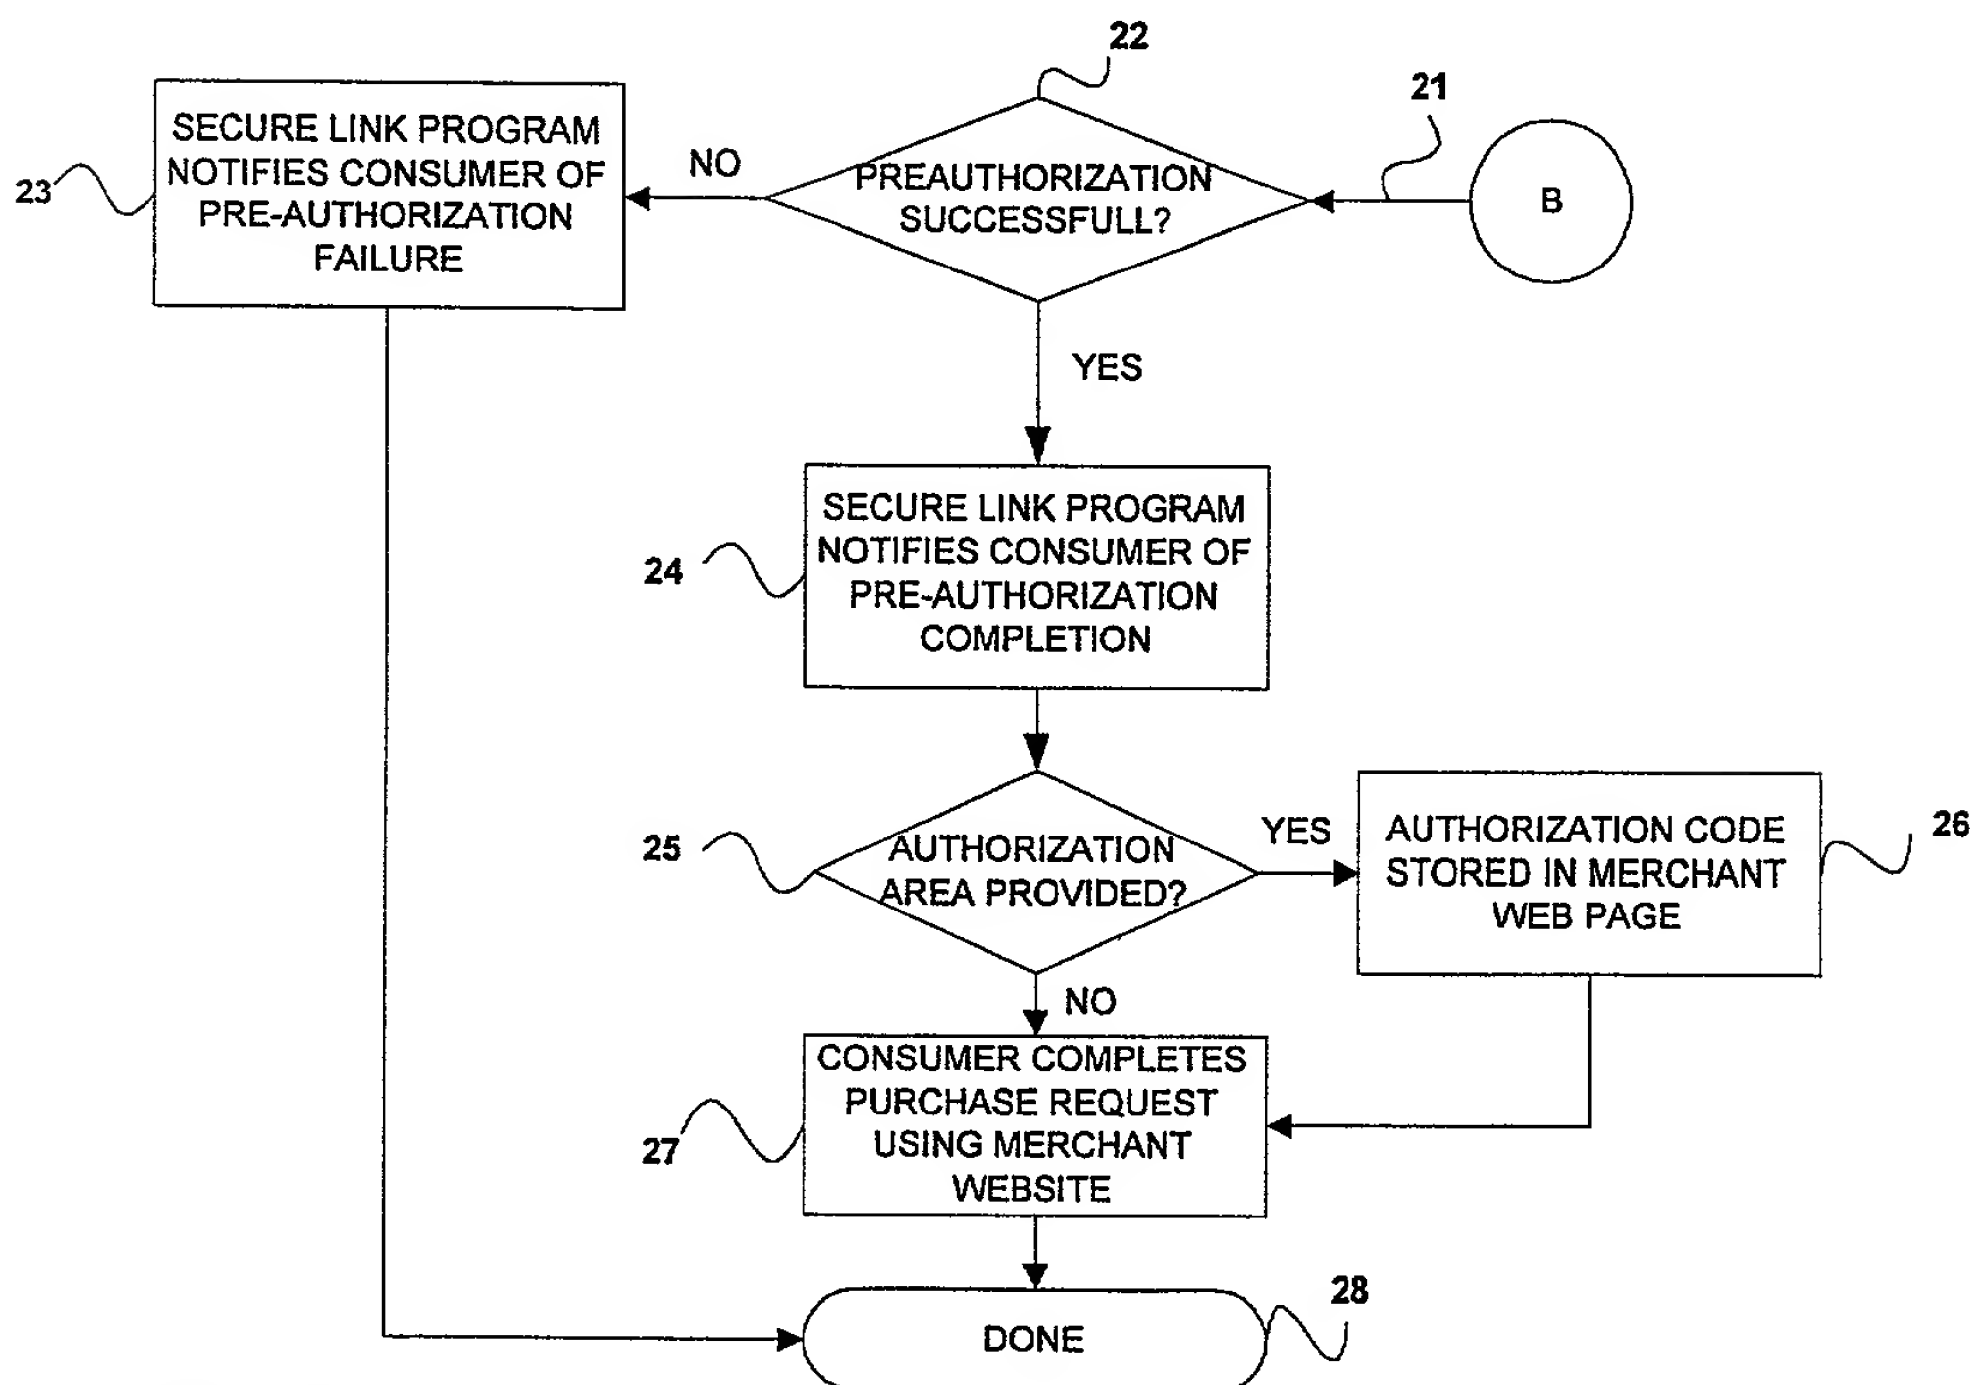 22
21
SECURE LINK PROGRAM
NOTIFIES CONSUMER OF
PRE-AUTHORIZATION
FAILURE
23
NO
PREAUTHORIZATION
SUCCESSFULL?
B
YES
SECURE LINK PROGRAM
NOTIFIES CONSUMER OF
PRE-AUTHORIZATION
COMPLETION
24
25
AUTHORIZATION
AREA PROVIDED?
YES
AUTHORIZATION CODE
STORED IN MERCHANT
WEB PAGE
26
NO
CONSUMER COMPLETES
PURCHASE REQUEST
USING MERCHANT
WEBSITE
27
DONE
28